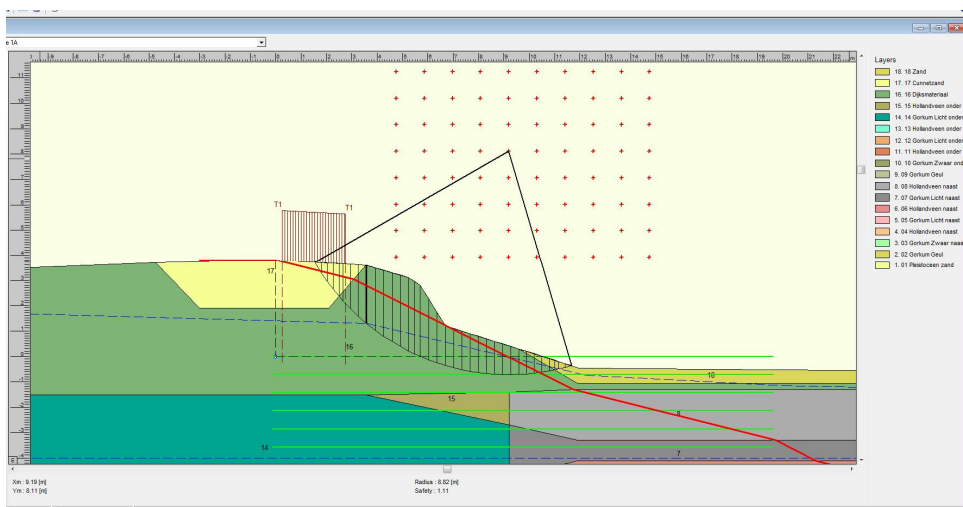 e 1A
Layers
18. 18 Zand
17. 17 Cunnetzand
16. 16 Dijksmateriaal
15. 15 Hollandveen onder
14. 14 Gorkum Licht onder
13. 13 Hollandveen onder
12. 12 Gorkum Licht onder
11. 11 Hollandveen onder
10. 10 Gorkum Zwaar ond
9. 09 Gorkum Geul
8. 08 Hollandveen naast
7. 07 Gorkum Licht naast
6. 06 Hollandveen naast
5. 05 Gorkum Licht naast
4. 04 Hollandveen naast
3. 03 Gorkum Zwaar naas
2. 02 Gorkum Geul
1. 01 Pleistoceen zand
T1 T1
17
16
18
15
8
14
7
Xm : 9.19 [m]
Radius : 8.82 [m]
Ym : 8.11 [m]
Safety : 1.11